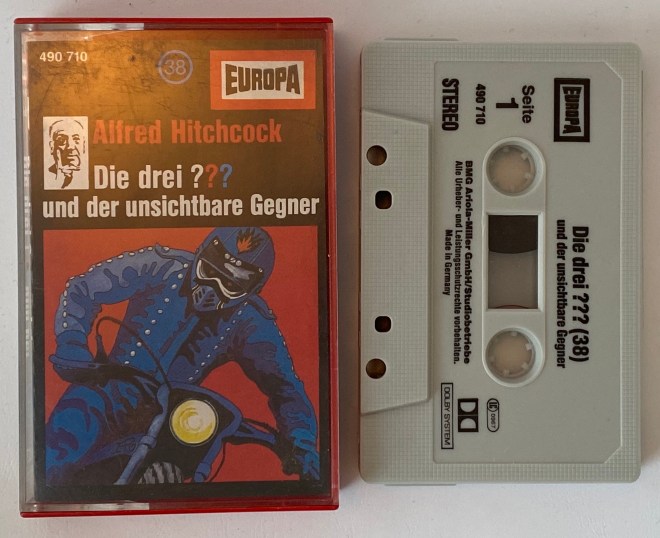 490 710
38
EUROPA
Alfred Hitchcock
Die drei ???
und der unsichtbare Gegner
EUROPA
Seite
1
490 710
STEREO
Die drei ??? (38)
und der unsichtbare Gegner
BMG Ariola-Miller GmbH/Studiobetriebe
Alle Urheber- und Leistungsschutzrechte vorbehalten.
Made in Germany
DOLBY SYSTEM